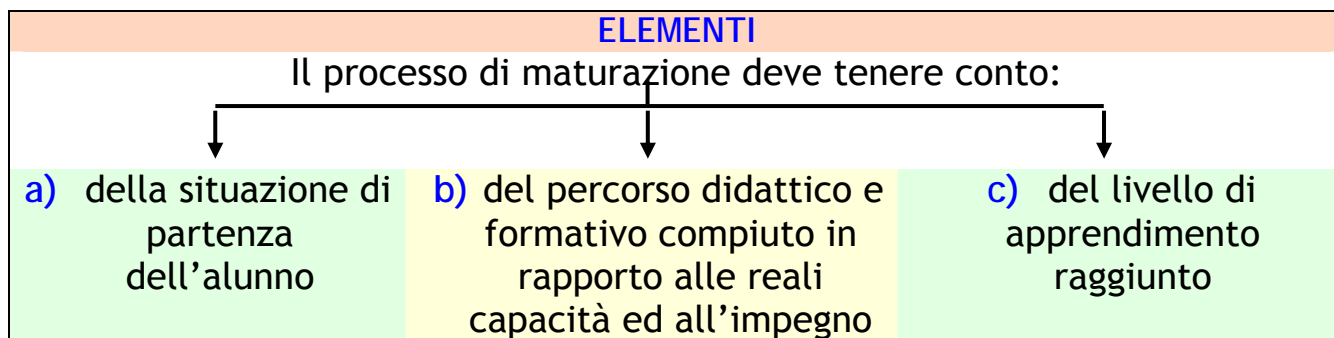 ELEMENTI
Il processo di maturazione deve tenere conto:
a) della situazione di
partenza
dell’alunno
b) del percorso didattico e
formativo compiuto in
rapporto alle reali
capacità ed all’impegno
c) del livello di
apprendimento
raggiunto